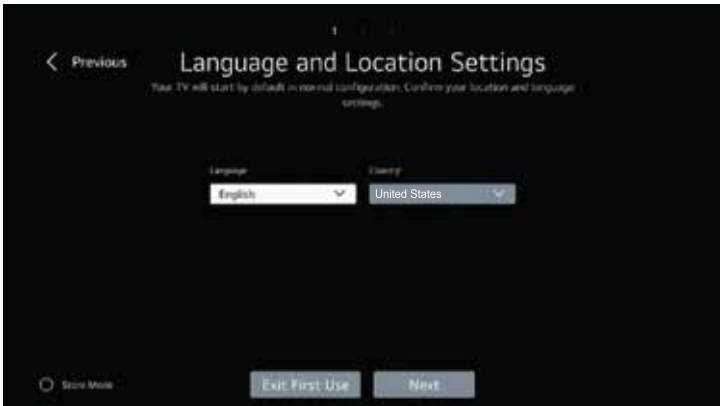 1
Previous
Language and Location Settings
Your TV will start by default in normal configuration. Confirm your location and language
settings.
Language
Country
English
United States
Store Mode
Exit First Use
Next